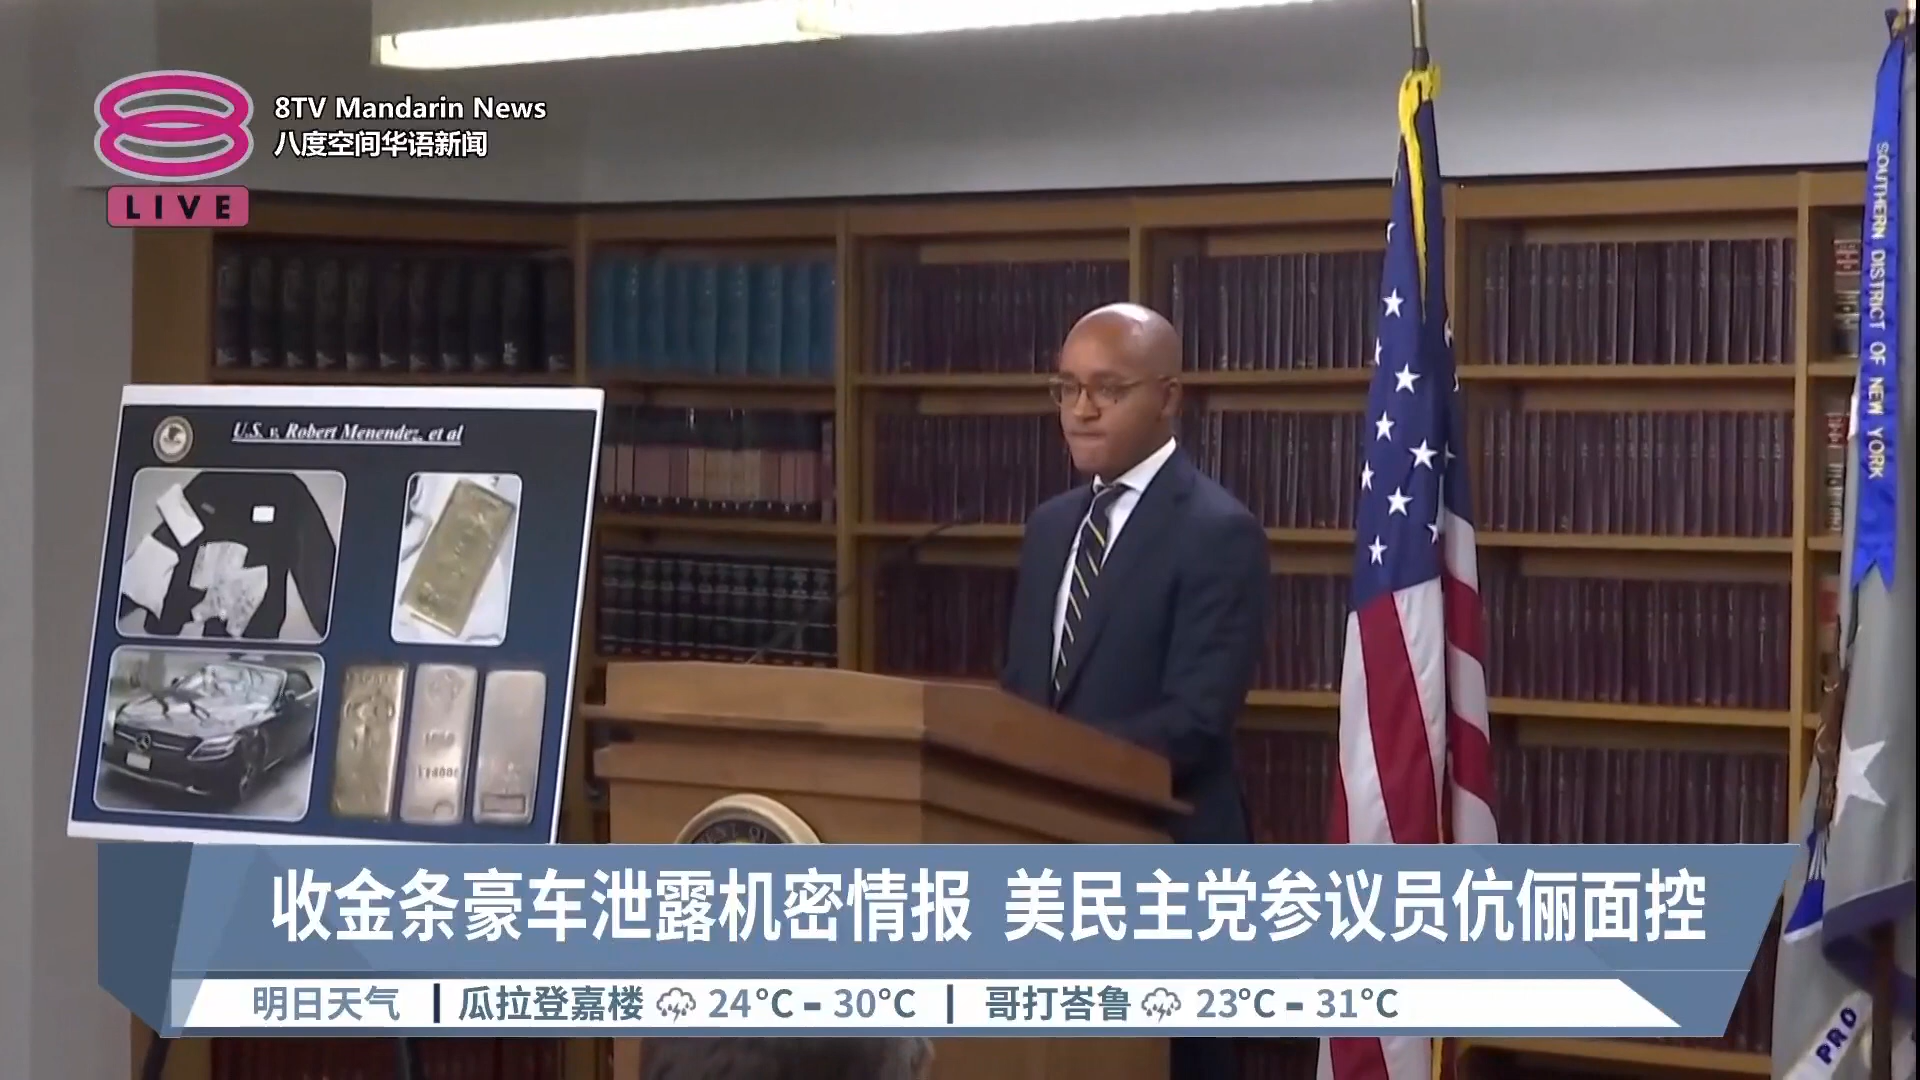 8TV Mandarin News
八度空间华语新闻
LIVE
SOUTHERN DISTRICT OF NEW YORK
U.S. v. Robert Menendez, et al
收金条豪车泄露机密情报 美民主党参议员伉俪面控
明日天气 | 瓜拉登嘉楼 24°C - 30°C | 哥打峇鲁 23°C - 31°C
PRO